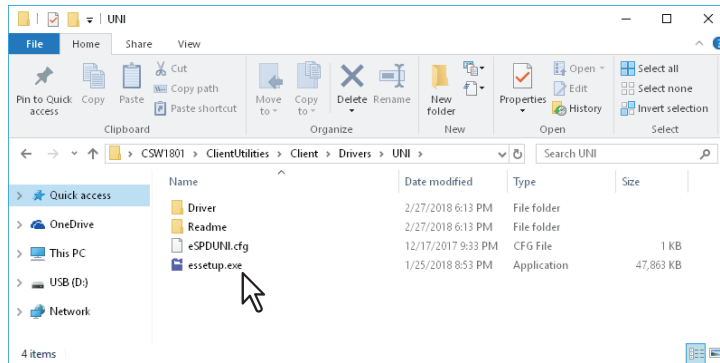 UNI
File Home Share View
Pin to Quick access
Copy
Paste
Cut
Copy path
Paste shortcut
Clipboard
Move to
Copy to
Delete
Rename
Organize
New folder
New
Properties
Open
Edit
History
Open
Select all
Select none
Invert selection
Select
CSW1801 > ClientUtilities > Client > Drivers > UNI >
Search UNI
Quick access
OneDrive
This PC
USB (D:)
Network
Name Date modified Type Size
Driver 2/27/2018 6:13 PM File folder
Readme 2/27/2018 6:13 PM File folder
eSPDUNI.cfg 12/17/2017 9:33 PM CFG File 1 KB
essetup.exe 1/25/2018 8:53 PM Application 47,863 KB
4 items